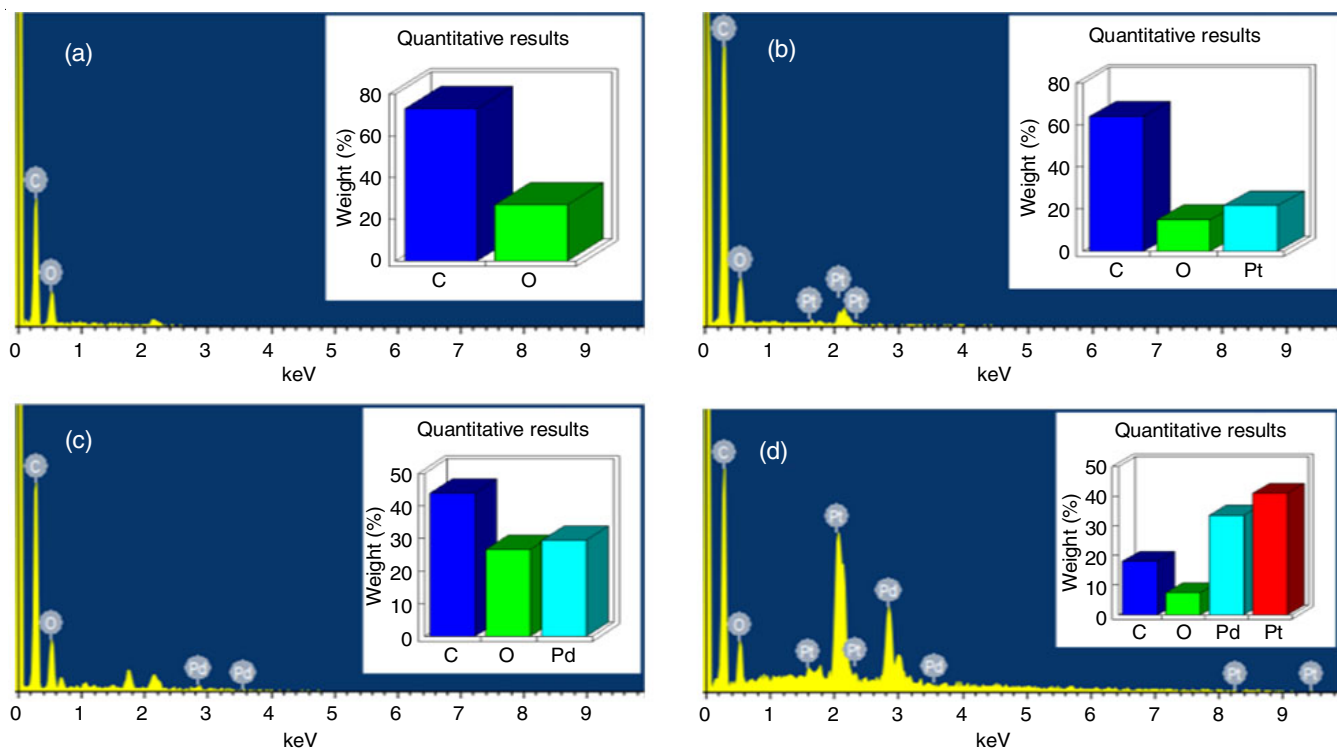 (a)
Quantitative results
Weight (%)
80
60
40
20
0
C O
C
O
0 1 2 3 4 5 6 7 8 9
keV
(b)
Quantitative results
Weight (%)
80
60
40
20
0
C O Pt
C
O
Pt
Pt
Pt
0 1 2 3 4 5 6 7 8 9
keV
(c)
Quantitative results
Weight (%)
50
40
30
20
10
0
C O Pd
C
O
Pd
Pd
0 1 2 3 4 5 6 7 8 9
keV
(d)
Quantitative results
Weight (%)
50
40
30
20
10
0
C O Pd Pt
C
O
Pt
Pt
Pt
Pd
Pd
Pt
Pt
0 1 2 3 4 5 6 7 8 9
keV